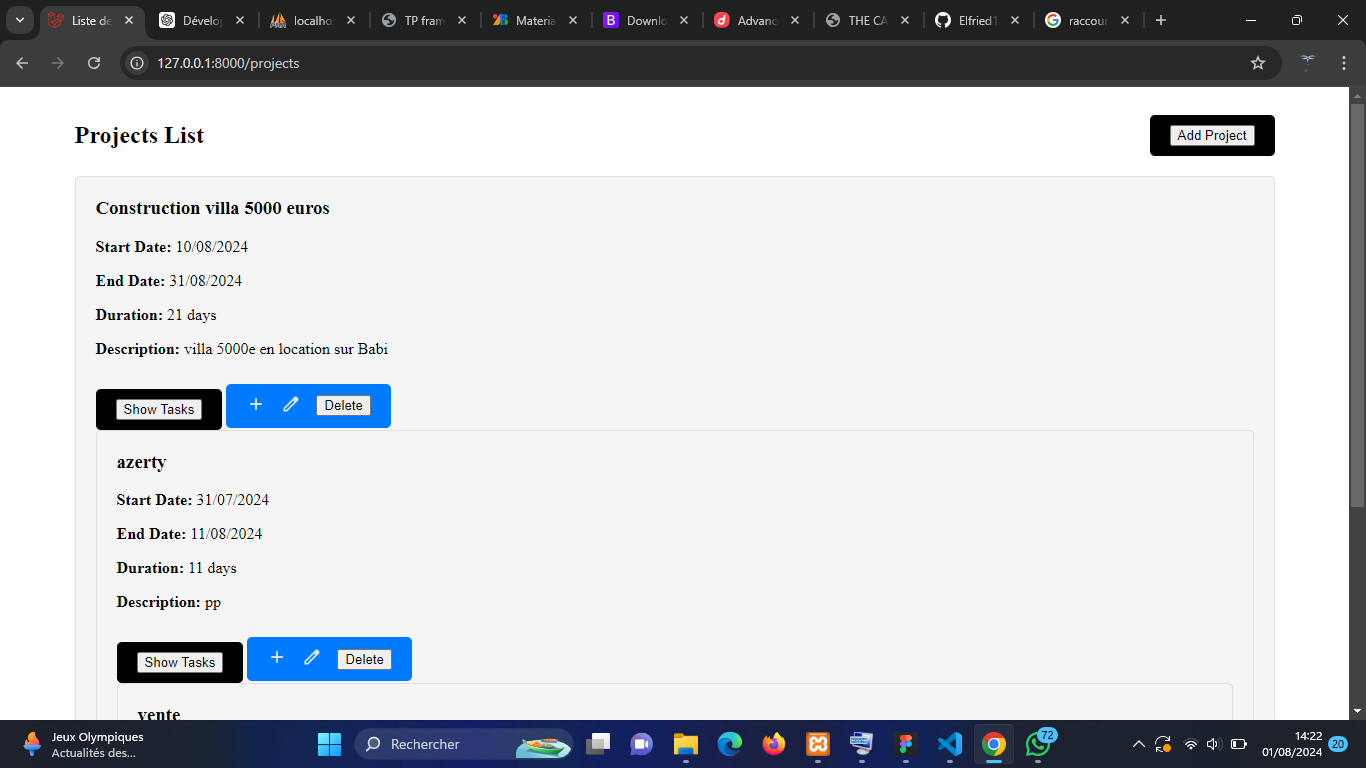 Liste de
Dévelop
localhos
TP fram
Materia
Downlo
Advanc
THE CA
Elfried1
raccour
127.0.0.1:8000/projects
Projects List
Add Project
Construction villa 5000 euros
Start Date: 10/08/2024
End Date: 31/08/2024
Duration: 21 days
Description: villa 5000e en location sur Babi
Show Tasks
Delete
azerty
Start Date: 31/07/2024
End Date: 11/08/2024
Duration: 11 days
Description: pp
Show Tasks
Delete
vente
Jeux Olympiques
Actualités des...
Rechercher
72
14:22
01/08/2024
20